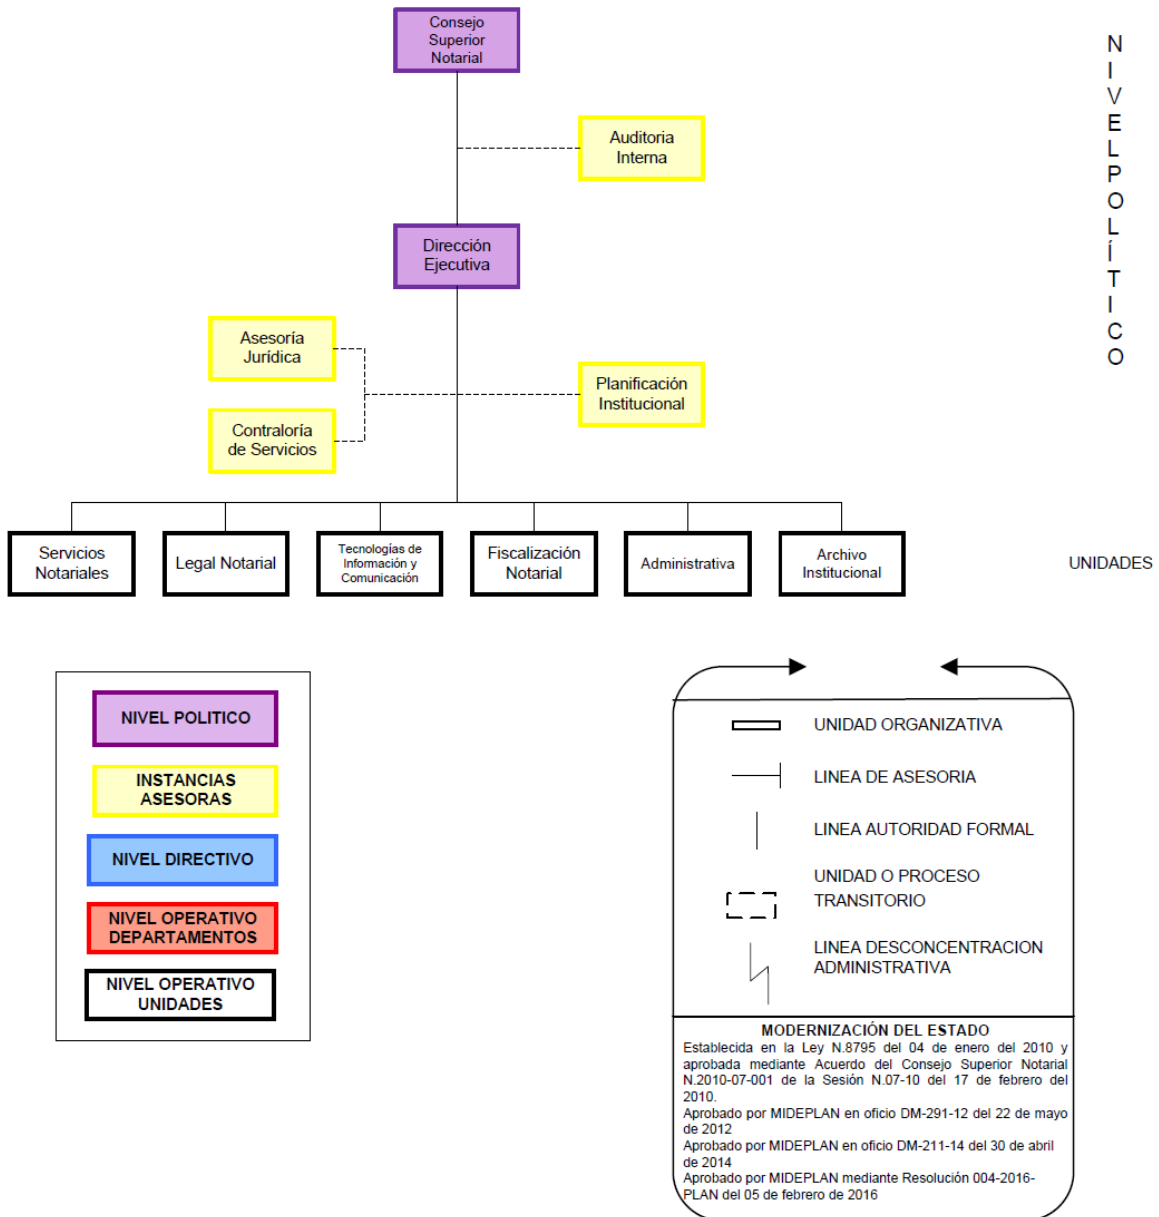 Consejo
Superior
Notarial
Auditoria
Interna
Dirección
Ejecutiva
Asesoría
Jurídica
Planificación
Institucional
Contraloría
de Servicios
N
I
V
E
L
P
O
L
Í
T
I
C
O
Servicios
Notariales
Legal Notarial
Tecnologías de
Información y
Comunicación
Fiscalización
Notarial
Administrativa
Archivo
Institucional
UNIDADES
NIVEL POLITICO
INSTANCIAS
ASESORAS
NIVEL DIRECTIVO
NIVEL OPERATIVO
DEPARTAMENTOS
NIVEL OPERATIVO
UNIDADES
UNIDAD ORGANIZATIVA
LINEA DE ASESORIA
LINEA AUTORIDAD FORMAL
UNIDAD O PROCESO
TRANSITORIO
LINEA DESCONCENTRACION
ADMINISTRATIVA
MODERNIZACIÓN DEL ESTADO
Establecida en la Ley N.8795 del 04 de enero del 2010 y
aprobada mediante Acuerdo del Consejo Superior Notarial
N.2010-07-001 de la Sesión N.07-10 del 17 de febrero del
2010.
Aprobado por MIDEPLAN en oficio DM-291-12 del 22 de mayo
de 2012
Aprobado por MIDEPLAN en oficio DM-211-14 del 30 de abril
de 2014
Aprobado por MIDEPLAN mediante Resolución 004-2016-
PLAN del 05 de febrero de 2016